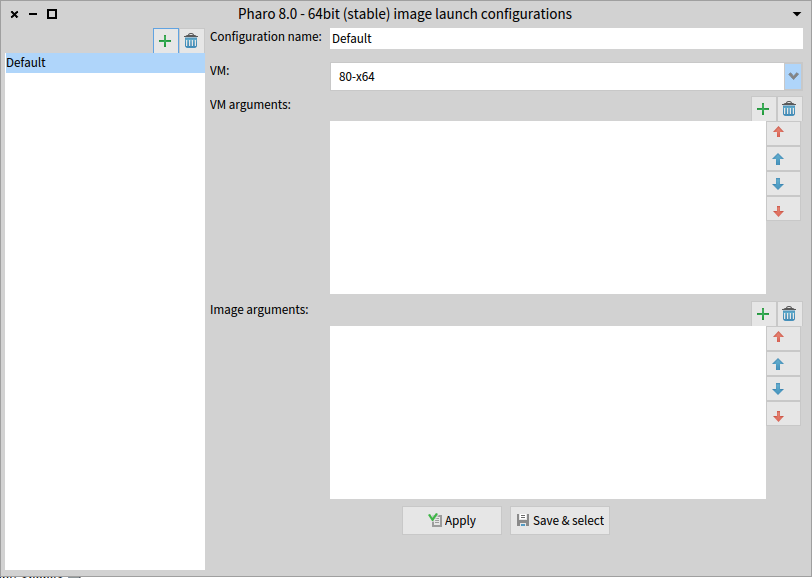 Pharo 8.0 - 64bit (stable) image launch configurations
Default
Configuration name: Default
VM: 80-x64
VM arguments:
Image arguments:
Apply Save & select